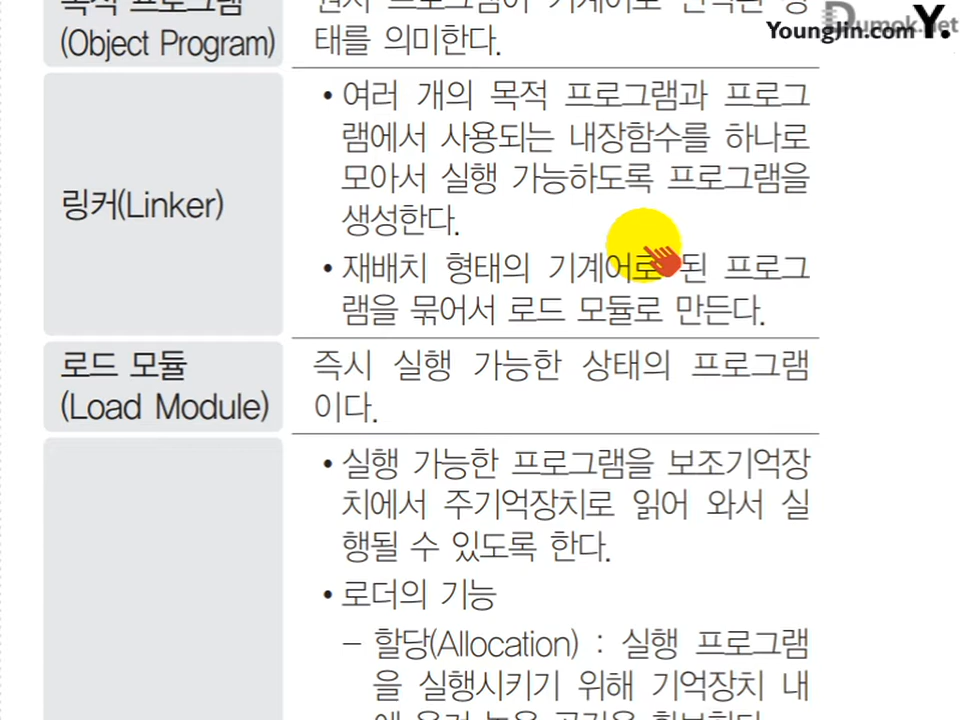 목적 프로그램
(Object Program)
태를 의미한다.
YoungJin.com Y.
Dumok.net
링커(Linker)
• 여러 개의 목적 프로그램과 프로그
램에서 사용되는 내장함수를 하나로
모아서 실행 가능하도록 프로그램을
생성한다.
• 재배치 형태의 기계어로 된 프로그
램을 묶어서 로드 모듈로 만든다.
로드 모듈
(Load Module)
즉시 실행 가능한 상태의 프로그램
이다.
• 실행 가능한 프로그램을 보조기억장
치에서 주기억장치로 읽어 와서 실
행될 수 있도록 한다.
• 로더의 기능
– 할당(Allocation) : 실행 프로그램
을 실행시키기 위해 기억장치 내